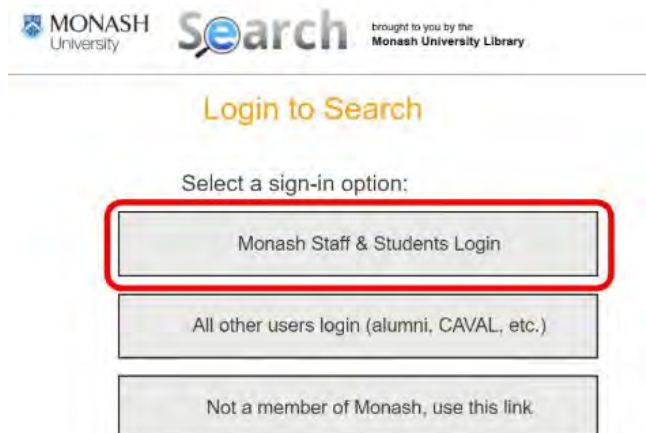 MONASH
University
Search
brought to you by the
Monash University Library
Login to Search
Select a sign-in option:
Monash Staff & Students Login
All other users login (alumni, CAVAL, etc.)
Not a member of Monash, use this link